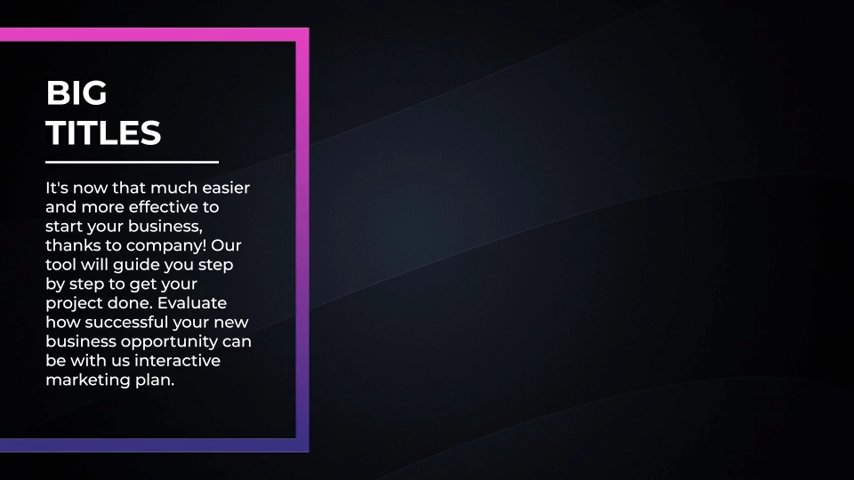 BIG
TITLES
It's now that much easier
and more effective to
start your business,
thanks to company! Our
tool will guide you step
by step to get your
project done. Evaluate
how successful your new
business opportunity can
be with us interactive
marketing plan.